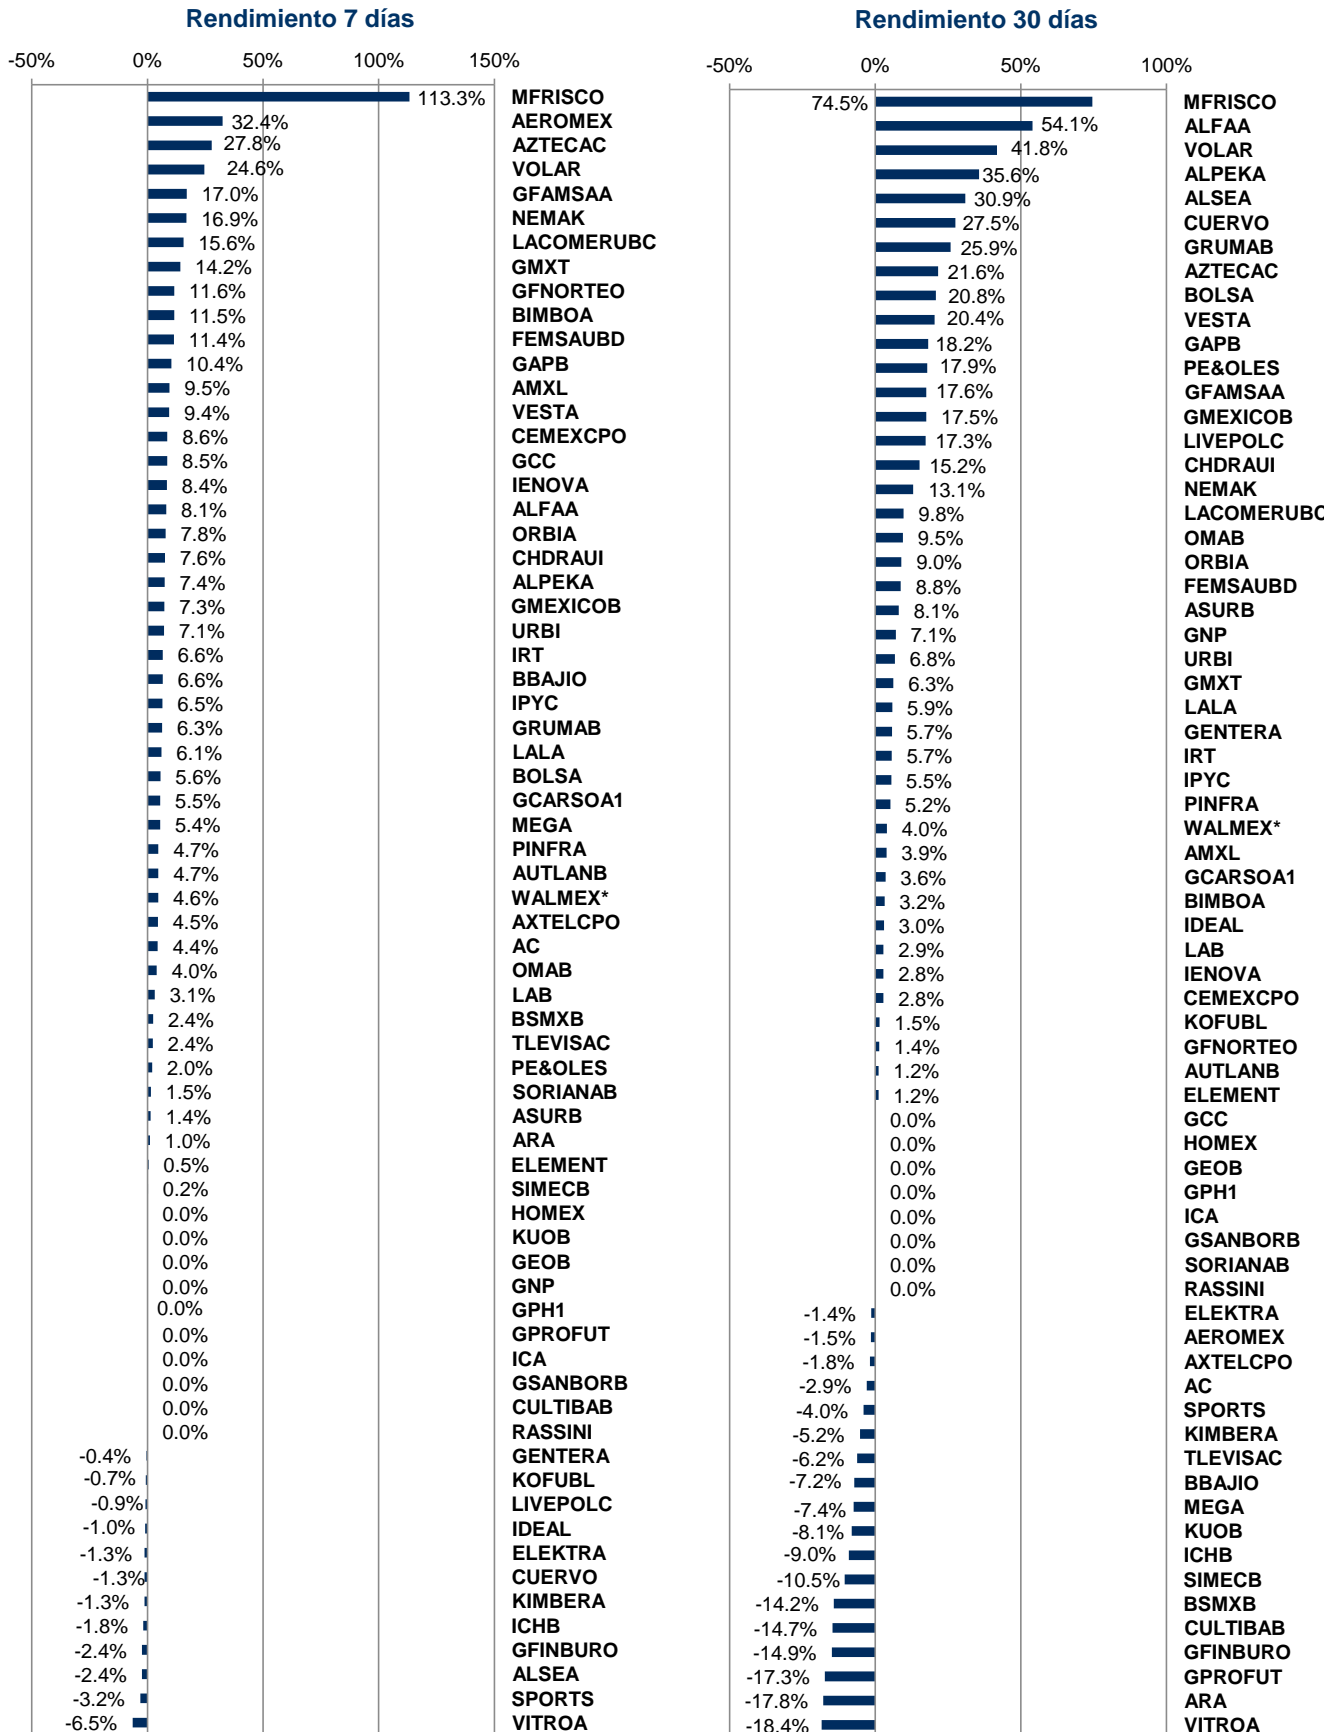 Rendimiento 7 días
-50% 0% 50% 100% 150%
113.3% MFRISCO
32.4% AEROMEX
27.8% AZTECAC
24.6% VOLAR
17.0% GFAMSAA
16.9% NEMAK
15.6% LACOMERUBC
14.2% GMXT
11.6% GFNORTEO
11.5% BIMBOA
11.4% FEMSAUBD
10.4% GAPB
9.5% AMXL
9.4% VESTA
8.6% CEMEXCPO
8.5% GCC
8.4% IENOVA
8.1% ALFAA
7.8% ORBIA
7.6% CHDRAUI
7.4% ALPEKA
7.3% GMEXICOB
7.1% URBI
6.6% IRT
6.6% BBAJIO
6.5% IPYC
6.3% GRUMAB
6.1% LALA
5.6% BOLSA
5.5% GCARSOA1
5.4% MEGA
4.7% PINFRA
4.7% AUTLANB
4.6% WALMEX*
4.5% AXTELCPO
4.4% AC
4.0% OMAB
3.1% LAB
2.4% BSMXB
2.4% TLEVISAC
2.0% PE&OLES
1.5% SORIANAB
1.4% ASURB
1.0% ARA
0.5% ELEMENT
0.2% SIMECB
0.0% HOMEX
0.0% KUOB
0.0% GEOB
0.0% GNP
0.0% GPH1
0.0% GPROFUT
0.0% ICA
0.0% GSANBORB
0.0% CULTIBAB
0.0% RASSINI
-0.4% GENTERA
-0.7% KOFUBL
-0.9% LIVEPOLC
-1.0% IDEAL
-1.3% ELEKTRA
-1.3% CUERVO
-1.3% KIMBERA
-1.8% ICHB
-2.4% GFINBURO
-2.4% ALSEA
-3.2% SPORTS
-6.5% VITROA
Rendimiento 30 días
-50% 0% 50% 100%
74.5% MFRISCO
54.1% ALFAA
41.8% VOLAR
35.6% ALPEKA
30.9% ALSEA
27.5% CUERVO
25.9% GRUMAB
21.6% AZTECAC
20.8% BOLSA
20.4% VESTA
18.2% GAPB
17.9% PE&OLES
17.6% GFAMSAA
17.5% GMEXICOB
17.3% LIVEPOLC
15.2% CHDRAUI
13.1% NEMAK
9.8% LACOMERUBC
9.5% OMAB
9.0% ORBIA
8.8% FEMSAUBD
8.1% ASURB
7.1% GNP
6.8% URBI
6.3% GMXT
5.9% LALA
5.7% GENTERA
5.7% IRT
5.5% IPYC
5.2% PINFRA
4.0% WALMEX*
3.9% AMXL
3.6% GCARSOA1
3.2% BIMBOA
3.0% IDEAL
2.9% LAB
2.8% IENOVA
2.8% CEMEXCPO
1.5% KOFUBL
1.4% GFNORTEO
1.2% AUTLANB
1.2% ELEMENT
0.0% GCC
0.0% HOMEX
0.0% GEOB
0.0% GPH1
0.0% ICA
0.0% GSANBORB
0.0% SORIANAB
0.0% RASSINI
-1.4% ELEKTRA
-1.5% AEROMEX
-1.8% AXTELCPO
-2.9% AC
-4.0% SPORTS
-5.2% KIMBERA
-6.2% TLEVISAC
-7.2% BBAJIO
-7.4% MEGA
-8.1% KUOB
-9.0% ICHB
-10.5% SIMECB
-14.2% BSMXB
-14.7% CULTIBAB
-14.9% GFINBURO
-17.3% GPROFUT
-17.8% ARA
-18.4% VITROA